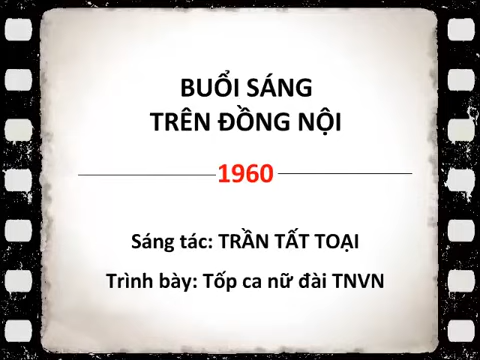 BUỔI SÁNG
TRÊN ĐỒNG NỘI
1960
Sáng tác: TRẦN TẤT TOẠI
Trình bày: Tốp ca nữ đài TNVN